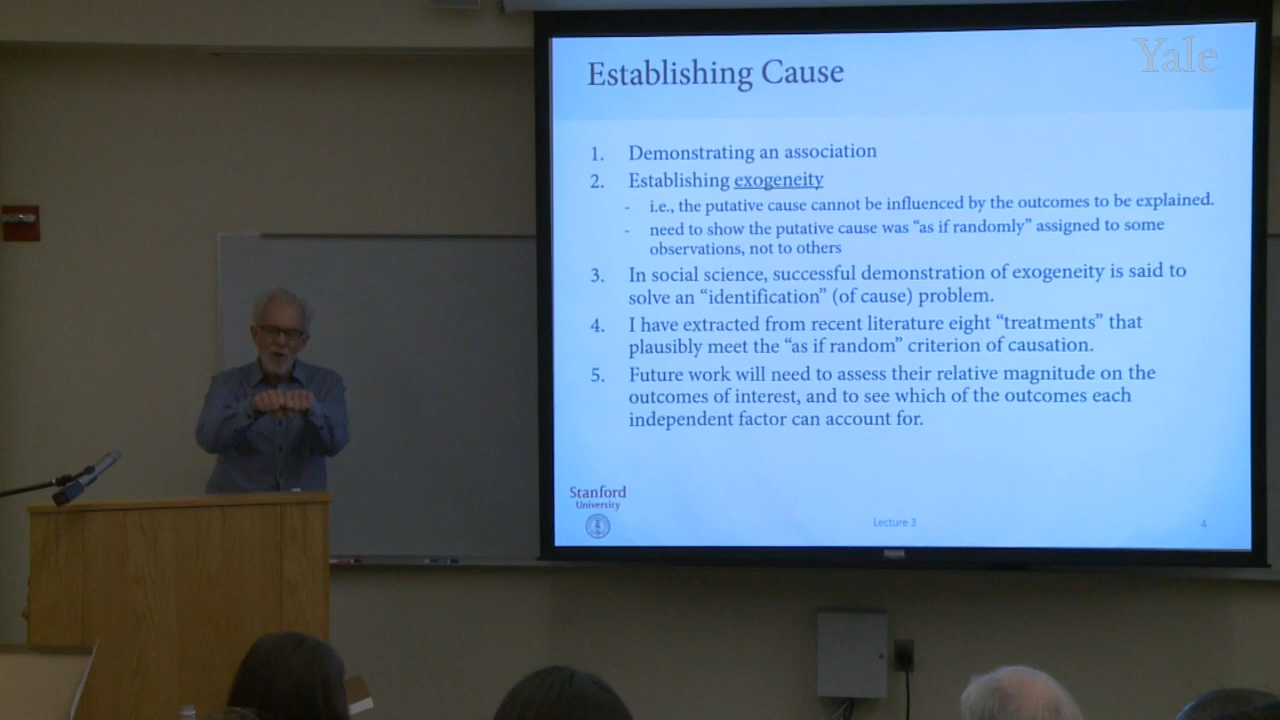 Yale
Establishing Cause
1. Demonstrating an association
2. Establishing exogeneity
- i.e., the putative cause cannot be influenced by the outcomes to be explained.
- need to show the putative cause was “as if randomly” assigned to some
observations, not to others
3. In social science, successful demonstration of exogeneity is said to
solve an “identification” (of cause) problem.
4. I have extracted from recent literature eight “treatments” that
plausibly meet the “as if random” criterion of causation.
5. Future work will need to assess their relative magnitude on the
outcomes of interest, and to see which of the outcomes each
independent factor can account for.
Stanford
University
Lecture 3
4